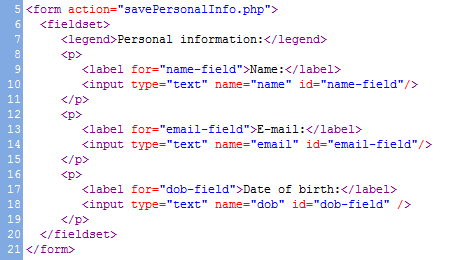 5 <form action="savePersonalInfo.php">
6 <fieldset>
7 <legend>Personal information:</legend>
8 <p>
9 <label for="name-field">Name:</label>
10 <input type="text" name="name" id="name-field"/>
11 </p>
12 <p>
13 <label for="email-field">E-mail:</label>
14 <input type="text" name="email" id="email-field"/>
15 </p>
16 <p>
17 <label for="dob-field">Date of birth:</label>
18 <input type="text" name="dob" id="dob-field" />
19 </p>
20 </fieldset>
21 </form>